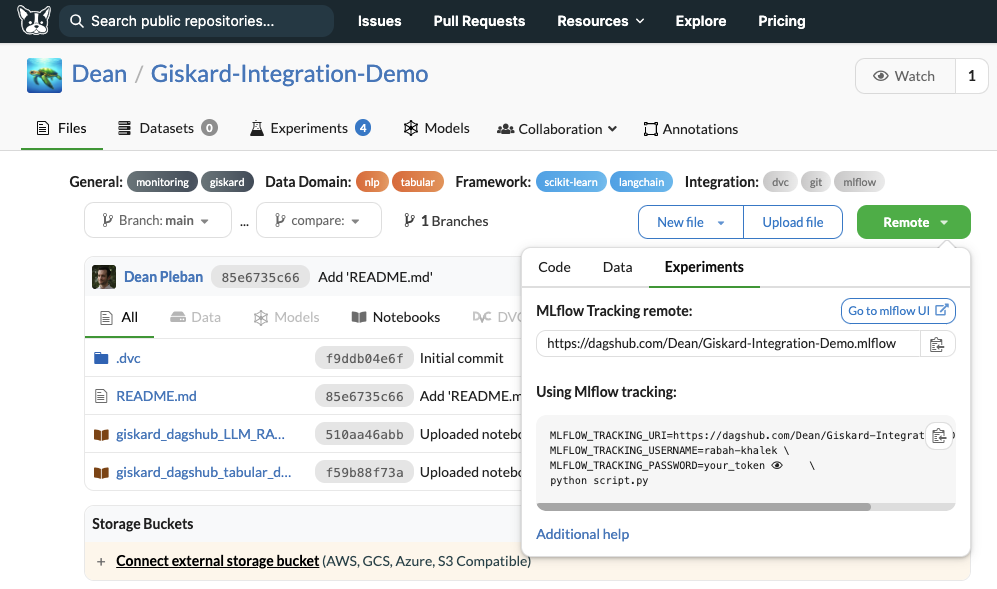 Search public repositories... Issues Pull Requests Resources Explore Pricing
Dean / Giskard-Integration-Demo Watch 1
Files Datasets 0 Experiments 4 Models Collaboration Annotations
General: monitoring giskard Data Domain: nlp tabular Framework: scikit-learn langchain Integration: dvc git mlflow
Branch: main ... compare: 1 Branches New file Upload file Remote
Dean Pleban 85e6735c66 Add 'README.md'
All Data Models Notebooks DVC
.dvc f9ddb04e6f Initial commit
README.md 85e6735c66 Add 'README.m
giskard_dagshub_LLM_RA... 510aa46abb Uploaded notebo
giskard_dagshub_tabular_d... f59b88f73a Uploaded notebo
Storage Buckets
+ Connect external storage bucket (AWS, GCS, Azure, S3 Compatible)
Code Data Experiments
MLflow Tracking remote: Go to mlflow UI
https://dagshub.com/Dean/Giskard-Integration-Demo.mlflow
Using Mlflow tracking:
MLFLOW_TRACKING_URI=https://dagshub.com/Dean/Giskard-Integrat
MLFLOW_TRACKING_USERNAME=rabah-khalek \
MLFLOW_TRACKING_PASSWORD=your_token \
python script.py
Additional help